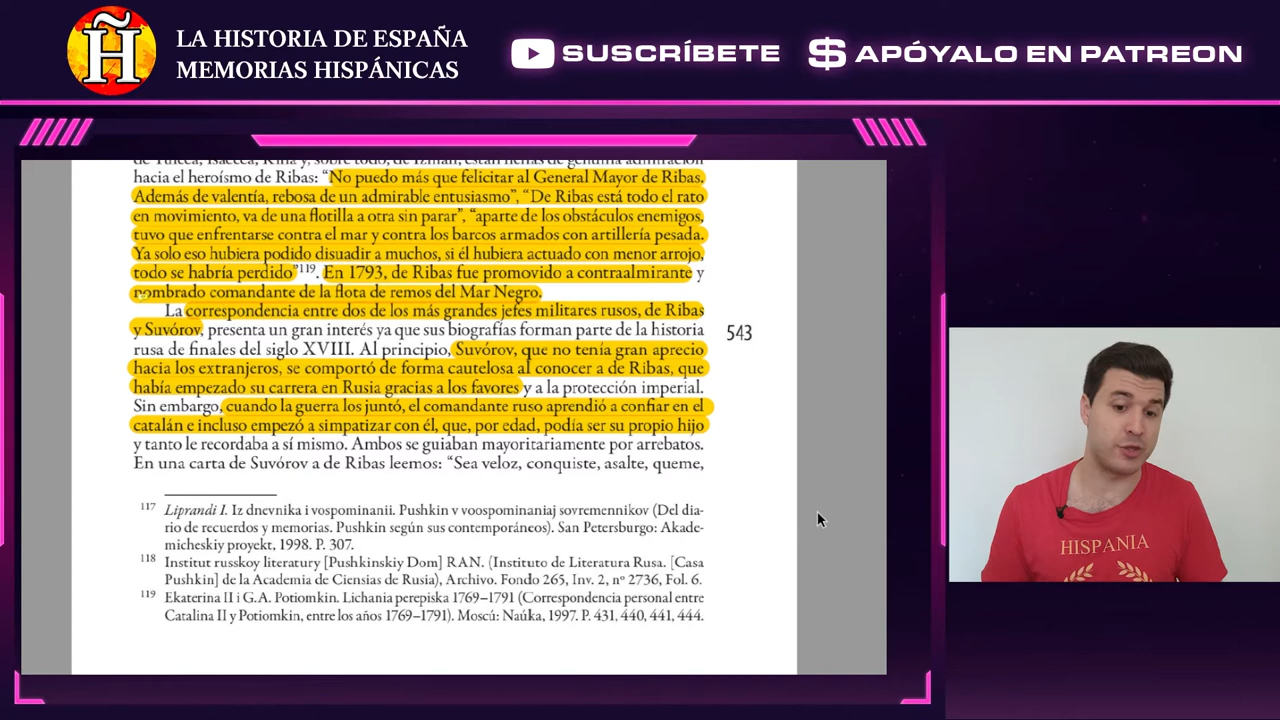 Ñ
H
LA HISTORIA DE ESPAÑA
MEMORIAS HISPÁNICAS
SUSCRÍBETE
$ APÓYALO EN PATREON
de Tulcea, Isaccea, Kilia y, sobre todo, de Izmaíl, están llenas de genuina admiración
hacia el heroísmo de Ribas: “No puedo más que felicitar al General Mayor de Ribas.
Además de valentía, rebosa de un admirable entusiasmo”, “De Ribas está todo el rato
en movimiento, va de una flotilla a otra sin parar”, “aparte de los obstáculos enemigos,
tuvo que enfrentarse contra el mar y contra los barcos armados con artillería pesada.
Ya solo eso hubiera podido disuadir a muchos, si él hubiera actuado con menor arrojo,
todo se habría perdido”119. En 1793, de Ribas fue promovido a contraalmirante y
nombrado comandante de la flota de remos del Mar Negro.
La correspondencia entre dos de los más grandes jefes militares rusos, de Ribas
y Suvórov, presenta un gran interés ya que sus biografías forman parte de la historia
rusa de finales del siglo XVIII. Al principio, Suvórov, que no tenía gran aprecio
hacia los extranjeros, se comportó de forma cautelosa al conocer a de Ribas, que
había empezado su carrera en Rusia gracias a los favores y a la protección imperial.
Sin embargo, cuando la guerra los juntó, el comandante ruso aprendió a confiar en el
catalán e incluso empezó a simpatizar con él, que, por edad, podía ser su propio hijo
y tanto le recordaba a sí mismo. Ambos se guiaban mayoritariamente por arrebatos.
En una carta de Suvórov a de Ribas leemos: “Sea veloz, conquiste, asalte, queme,
543
117 Liprandi I. Iz dnevnika i vospominanii. Pushkin v voospominaniaj sovremennikov (Del dia-
rio de recuerdos y memorias. Pushkin según sus contemporáneos). San Petersburgo: Akade-
micheskiy proyekt, 1998. P. 307.
118 Institut russkoy literatury [Pushkinskiy Dom] RAN. (Instituto de Literatura Rusa. [Casa
Pushkin] de la Academia de Ciensias de Rusia), Archivo. Fondo 265, Inv. 2, nº 2736, Fol. 6.
119 Ekaterina II i G.A. Potiomkin. Lichania perepiska 1769–1791 (Correspondencia personal entre
Catalina II y Potiomkin, entre los años 1769–1791). Moscú: Naúka, 1997. P. 431, 440, 441, 444.
HISPANIA